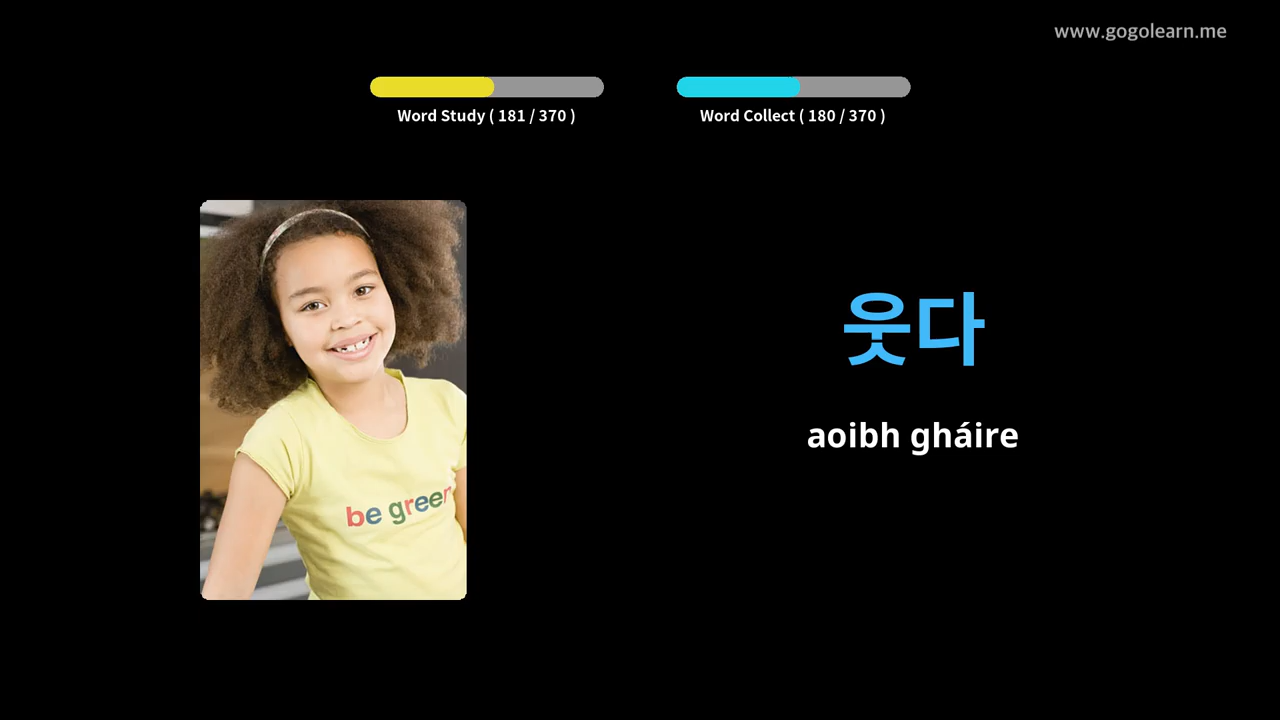 www.gogolearn.me
Word Study ( 181 / 370 )
Word Collect ( 180 / 370 )
be green
웃다
aoibh gháire